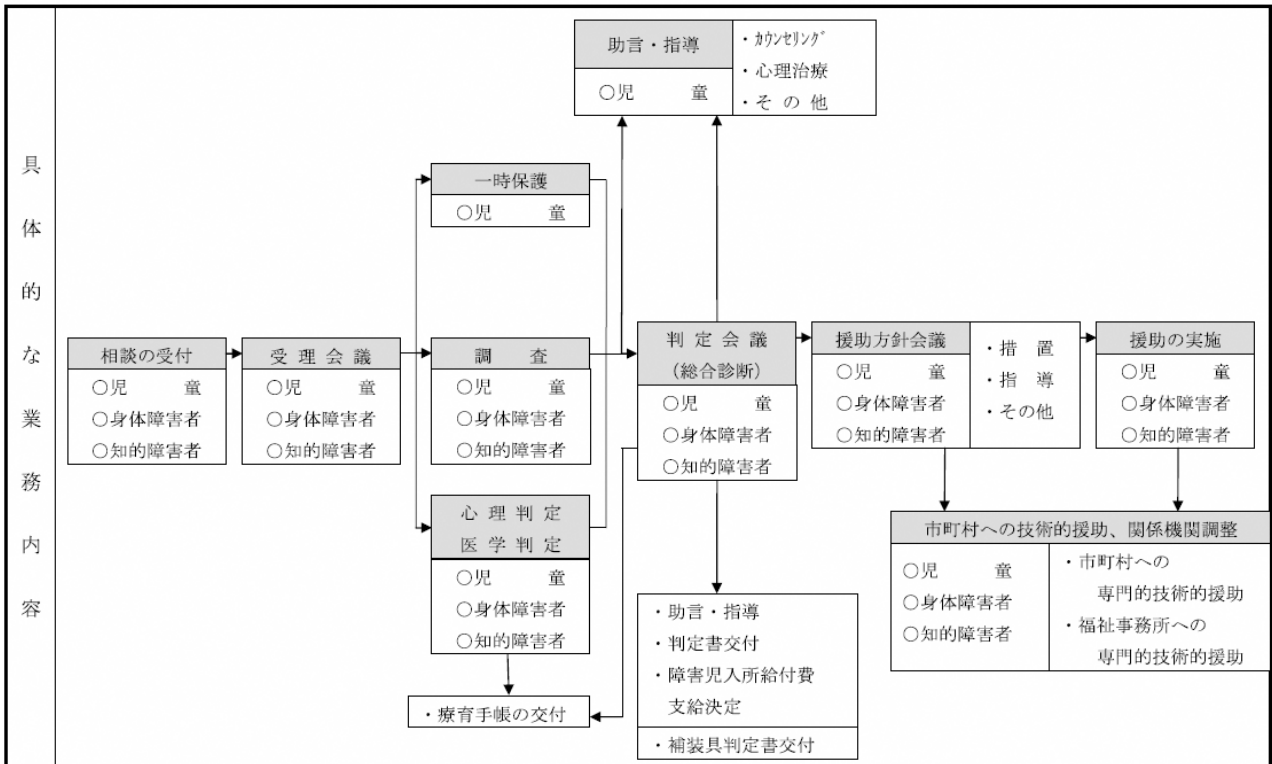 具体的な業務内容
助言・指導
○児　　童
・ｶｳﾝｾﾘﾝｸﾞ
・心理治療
・その他
一時保護
○児　　童
相談の受付
○児　　童
○身体障害者
○知的障害者
受理会議
○児　　童
○身体障害者
○知的障害者
調　査
○児　　童
○身体障害者
○知的障害者
心理判定
医学判定
○児　　童
○身体障害者
○知的障害者
・療育手帳の交付
判定会議
(総合診断)
○児　　童
○身体障害者
○知的障害者
・助言・指導
・判定書交付
・障害児入所給付費
支給決定
・補装具判定書交付
援助方針会議
○児　　童
○身体障害者
○知的障害者
・措置
・指導
・その他
援助の実施
○児　　童
○身体障害者
○知的障害者
市町村への技術的援助、関係機関調整
○児　　童
○身体障害者
○知的障害者
・市町村への
専門的技術的援助
・福祉事務所への
専門的技術的援助